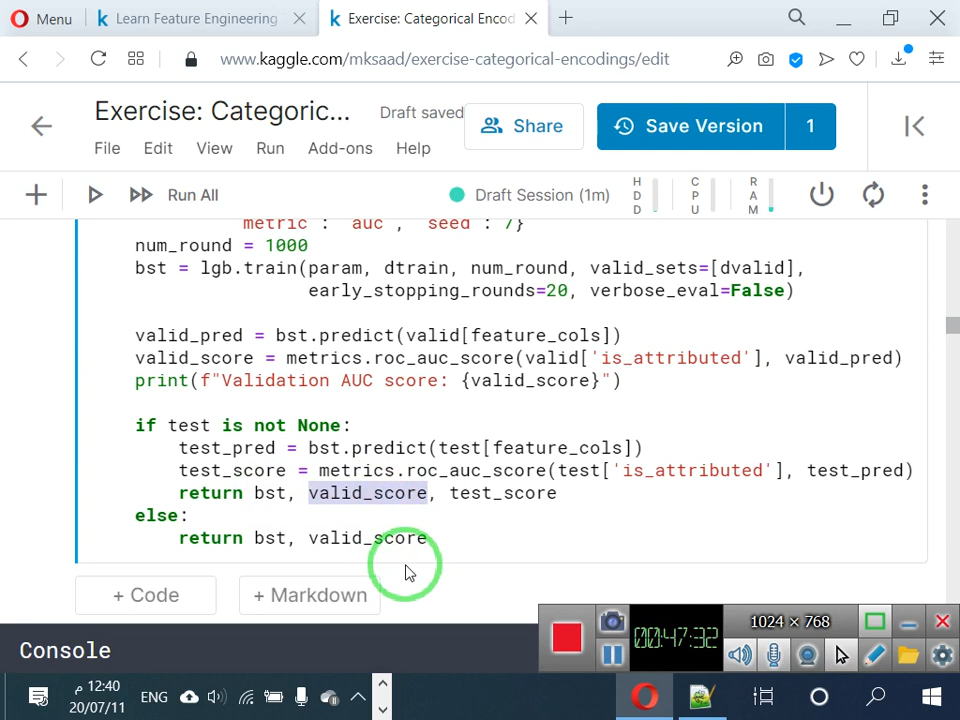 Menu
Learn Feature Engineering
Exercise: Categorical Encod
www.kaggle.com/mksaad/exercise-categorical-encodings/edit
Exercise: Categoric...
Draft saved
Share
Save Version
1
File Edit View Run Add-ons Help
Run All
Draft Session (1m)
HDD
CPU
RAM
metric : auc , seed : 7}
num_round = 1000
bst = lgb.train(param, dtrain, num_round, valid_sets=[dvalid],
early_stopping_rounds=20, verbose_eval=False)
valid_pred = bst.predict(valid[feature_cols])
valid_score = metrics.roc_auc_score(valid['is_attributed'], valid_pred)
print(f"Validation AUC score: {valid_score}")
if test is not None:
test_pred = bst.predict(test[feature_cols])
test_score = metrics.roc_auc_score(test['is_attributed'], test_pred)
return bst, valid_score, test_score
else:
return bst, valid_score
+ Code
+ Markdown
Console
00:47:32
1024 × 768
12:40 م
20/07/11
ENG